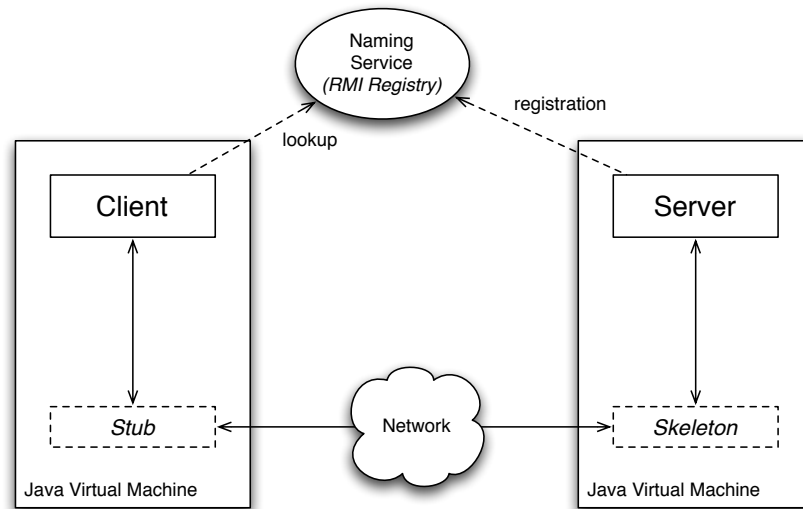 Naming
Service
(RMI Registry)
registration
lookup
Client
Server
Stub
Network
Skeleton
Java Virtual Machine
Java Virtual Machine